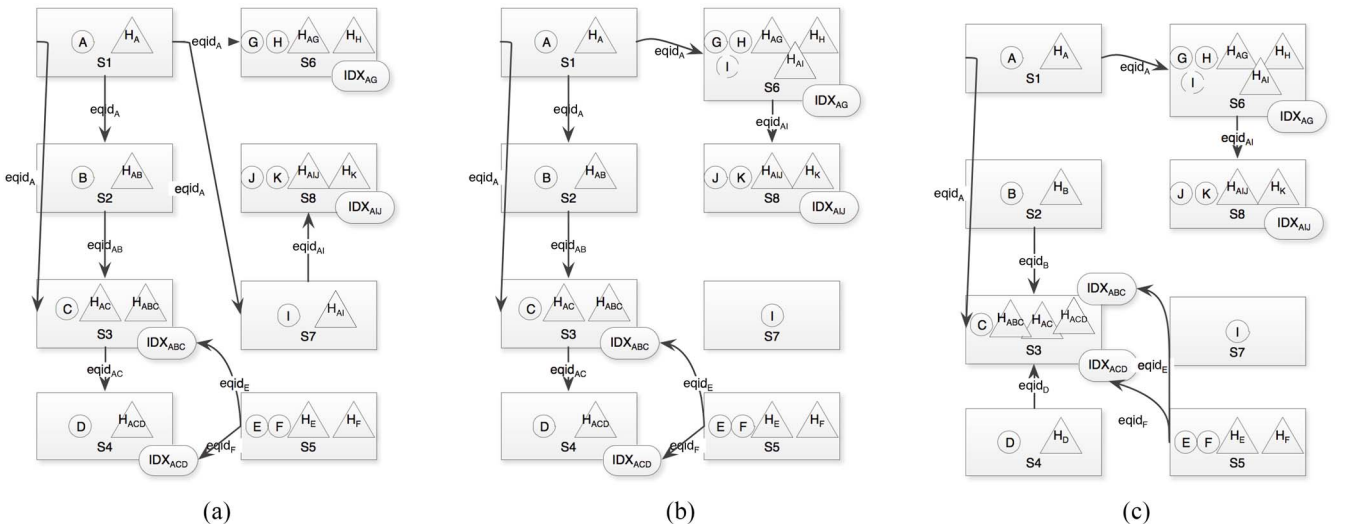 A H_A
S1
eqid_A
G H H_AG H_H
S6
IDX_AG
eqid_A
B H_AB
S2
eqid_A
eqid_A
J K H_AIJ H_K
S8
IDX_AIJ
eqid_AB
eqid_AI
C H_AC H_ABC
S3
IDX_ABC
I H_AI
S7
eqid_AC
eqid_E
D H_ACD
S4
IDX_ACD
eqid_F
E F H_E H_F
S5
(a)
A H_A
S1
eqid_A
G H H_AG H_H
I H_AI
S6
IDX_AG
eqid_A
eqid_AI
B H_AB
S2
eqid_A
J K H_AIJ H_K
S8
IDX_AIJ
eqid_AB
C H_AC H_ABC
S3
IDX_ABC
I
S7
eqid_AC
eqid_E
D H_ACD
S4
IDX_ACD
eqid_F
E F H_E H_F
S5
(b)
A H_A
S1
eqid_A
G H H_AG H_H
I H_AI
S6
IDX_AG
eqid_AI
B H_B
S2
eqid_A
J K H_AIJ H_K
S8
IDX_AIJ
eqid_B
IDX_ABC
C H_ABC H_AC H_ACD
S3
I
S7
IDX_ACD
eqid_E
eqid_D
eqid_F
D H_D
S4
E F H_E H_F
S5
(c)